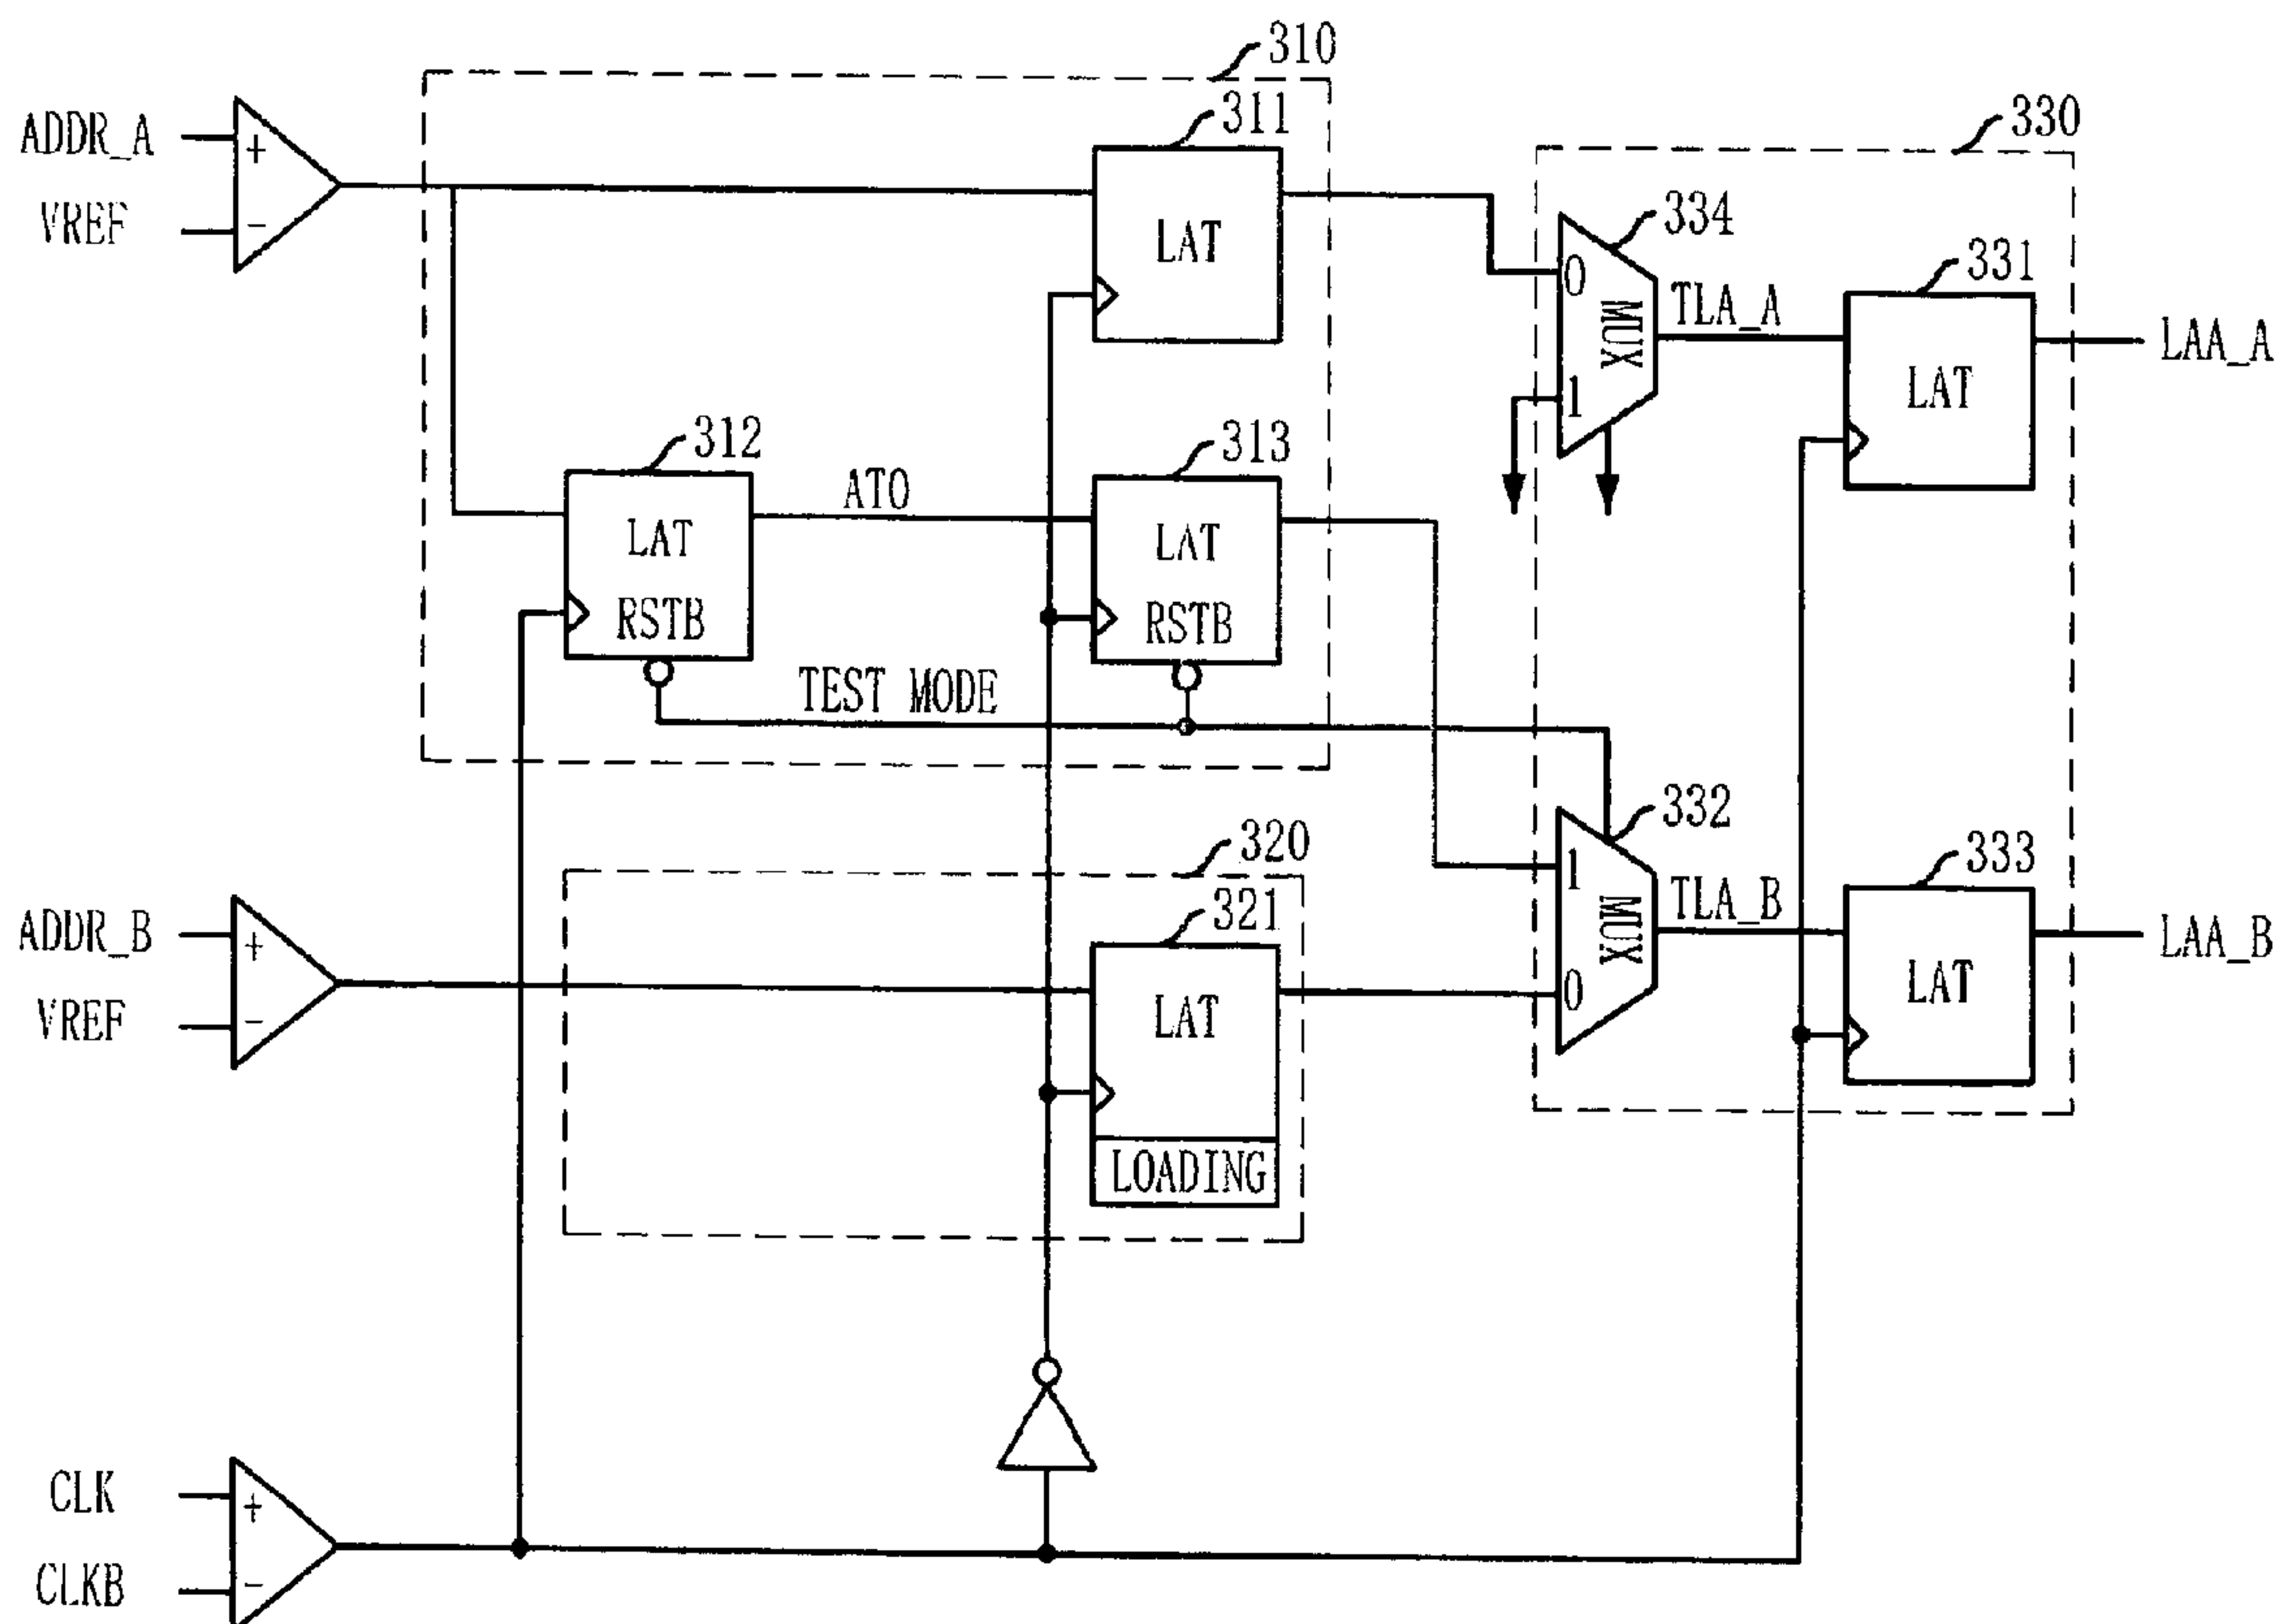 310
311
ADDR_A
+
VREF
−
LAT
330
334
0
MUX
1
TLA_A
331
LAT
LAA_A
312
LAT
RSTB
ATO
313
LAT
RSTB
TEST MODE
332
1
MUX
0
TLA_B
333
LAT
LAA_B
320
321
ADDR_B
+
VREF
−
LAT
LOADING
CLK
+
CLKB
−